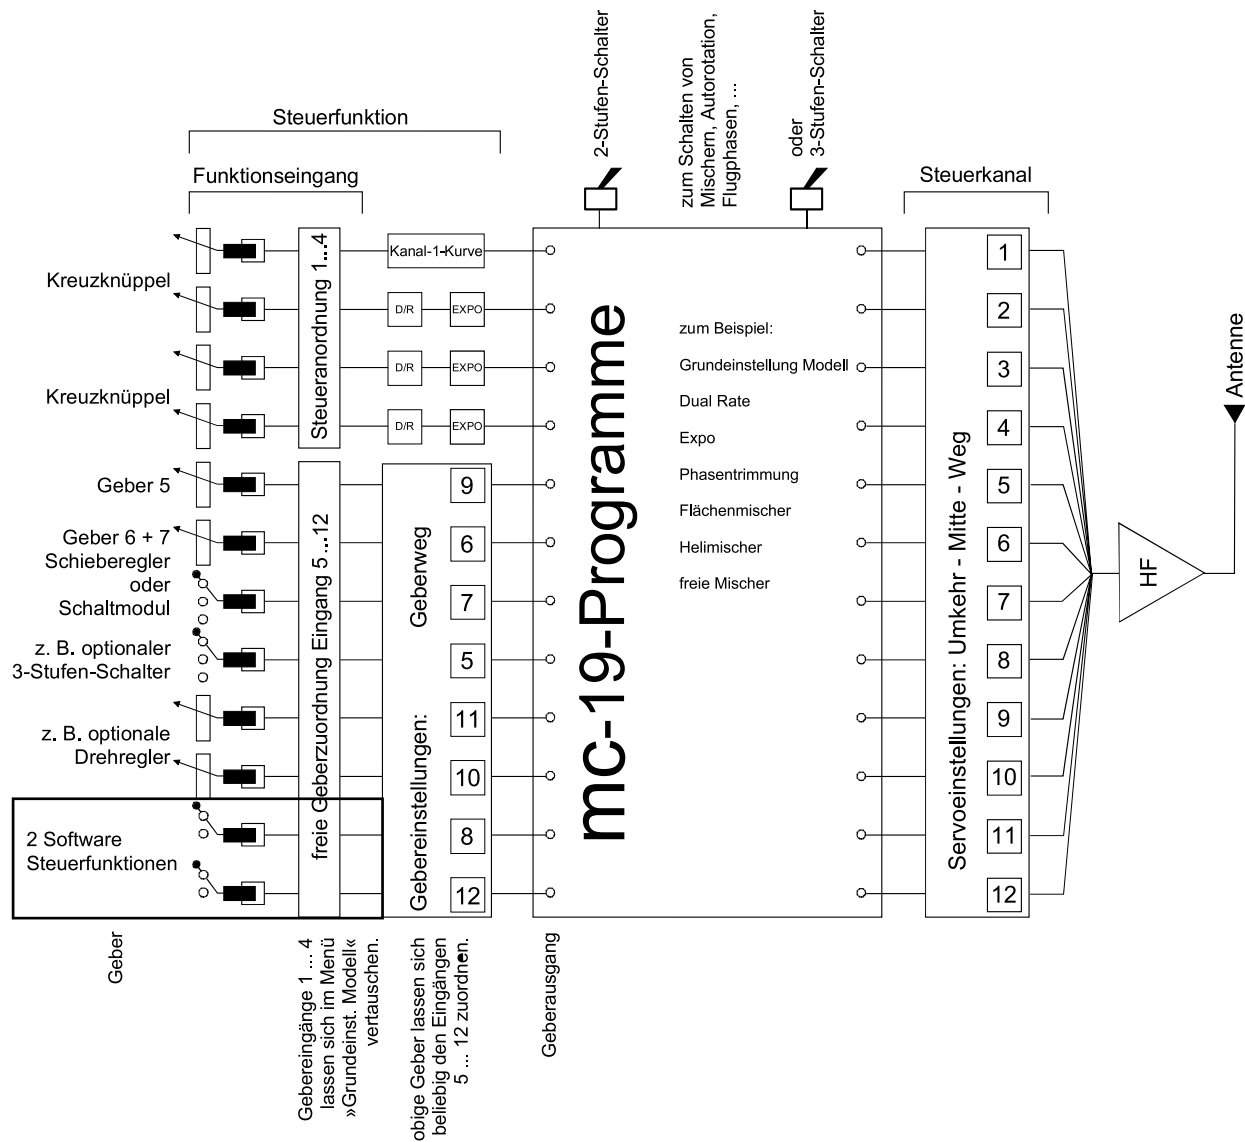 2-Stufen-Schalter
zum Schalten von
Mischern, Autorotation,
Flugphasen, ...
oder
3-Stufen-Schalter
Steuerfunktion
Funktionseingang
Steuerkanal
Kreuzknüppel
Kreuzknüppel
Geber 5
Geber 6 + 7
Schieberegler
oder
Schaltmodul
z. B. optionaler
3-Stufen-Schalter
z. B. optionale
Drehregler
2 Software
Steuerfunktionen
Geber
Steueranordnung 1...4
freie Geberzuordnung Eingang 5 ...12
Kanal-1-Kurve
D/R EXPO
D/R EXPO
D/R EXPO
Gebereinstellungen: Geberweg
9
6
7
5
11
10
8
12
mc-19-Programme
zum Beispiel:
Grundeinstellung Modell
Dual Rate
Expo
Phasentrimmung
Flächenmischer
Helimischer
freie Mischer
Servoeinstellungen: Umkehr - Mitte - Weg
1
2
3
4
5
6
7
8
9
10
11
12
HF
Antenne
Gebereingänge 1 ... 4
lassen sich im Menü
»Grundeinst. Modell«
vertauschen.
obige Geber lassen sich
beliebig den Eingängen
5 ... 12 zuordnen.
Geberausgang